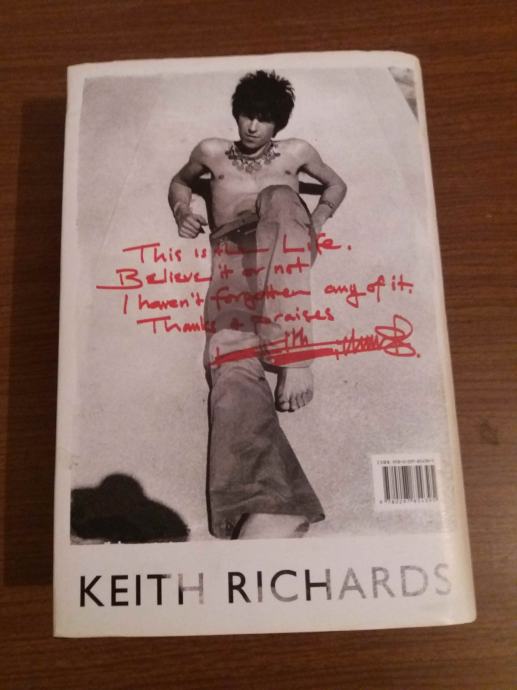 This is the Life.
Believe it or not
I haven't forgotten any of it.
Thanks & praises
KEITH RICHARDS